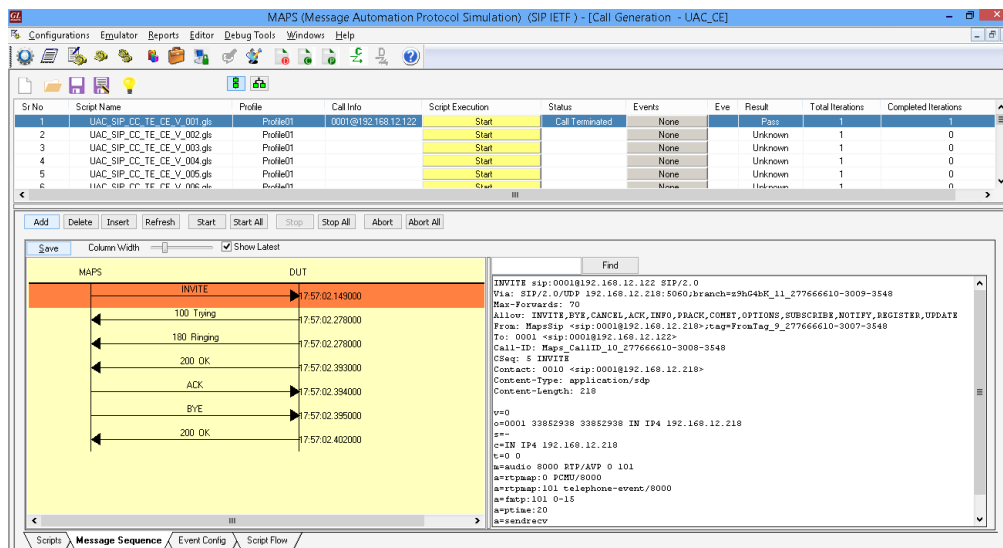 GL MAPS (Message Automation Protocol Simulation) (SIP IETF ) - [Call Generation - UAC_CE]
Configurations Emulator Reports Editor Debug Tools Windows Help
Sr No Script Name Profile Call Info Script Execution Status Events Eve Result Total Iterations Completed Iterations
1 UAC_SIP_CC_TE_CE_V_001.gls Profile01 0001@192.168.12.122 Start Call Terminated None Pass 1 1
2 UAC_SIP_CC_TE_CE_V_002.gls Profile01 Start None Unknown 1 0
3 UAC_SIP_CC_TE_CE_V_003.gls Profile01 Start None Unknown 1 0
4 UAC_SIP_CC_TE_CE_V_004.gls Profile01 Start None Unknown 1 0
5 UAC_SIP_CC_TE_CE_V_005.gls Profile01 Start None Unknown 1 0
6 UAC_SIP_CC_TE_CE_V_006.gls Profile01 Start None Unknown 1 0
Add Delete Insert Refresh Start Start All Stop Stop All Abort Abort All
Save Column Width Show Latest
MAPS DUT
INVITE 17:57:02.149000
100 Trying 17:57:02.278000
180 Ringing 17:57:02.278000
200 OK 17:57:02.393000
ACK 17:57:02.394000
BYE 17:57:02.395000
200 OK 17:57:02.402000
Find
INVITE sip:0001@192.168.12.122 SIP/2.0
Via: SIP/2.0/UDP 192.168.12.218:5060;branch=z9hG4bK_11_277666610-3009-3548
Max-Forwards: 70
Allow: INVITE,BYE,CANCEL,ACK,INFO,PRACK,COMET,OPTIONS,SUBSCRIBE,NOTIFY,REGISTER,UPDATE
From: MapsSip <sip:0001@192.168.12.218>;tag=FromTag_9_277666610-3007-3548
To: 0001 <sip:0001@192.168.12.122>
Call-ID: Maps_CallID_10_277666610-3008-3548
CSeq: 5 INVITE
Contact: 0010 <sip:0001@192.168.12.218>
Content-Type: application/sdp
Content-Length: 218
v=0
o=0001 33852938 33852938 IN IP4 192.168.12.218
s=-
c=IN IP4 192.168.12.218
t=0 0
m=audio 8000 RTP/AVP 0 101
a=rtpmap:0 PCMU/8000
a=rtpmap:101 telephone-event/8000
a=fmtp:101 0-15
a=ptime:20
a=sendrecv
Scripts Message Sequence Event Config Script Flow